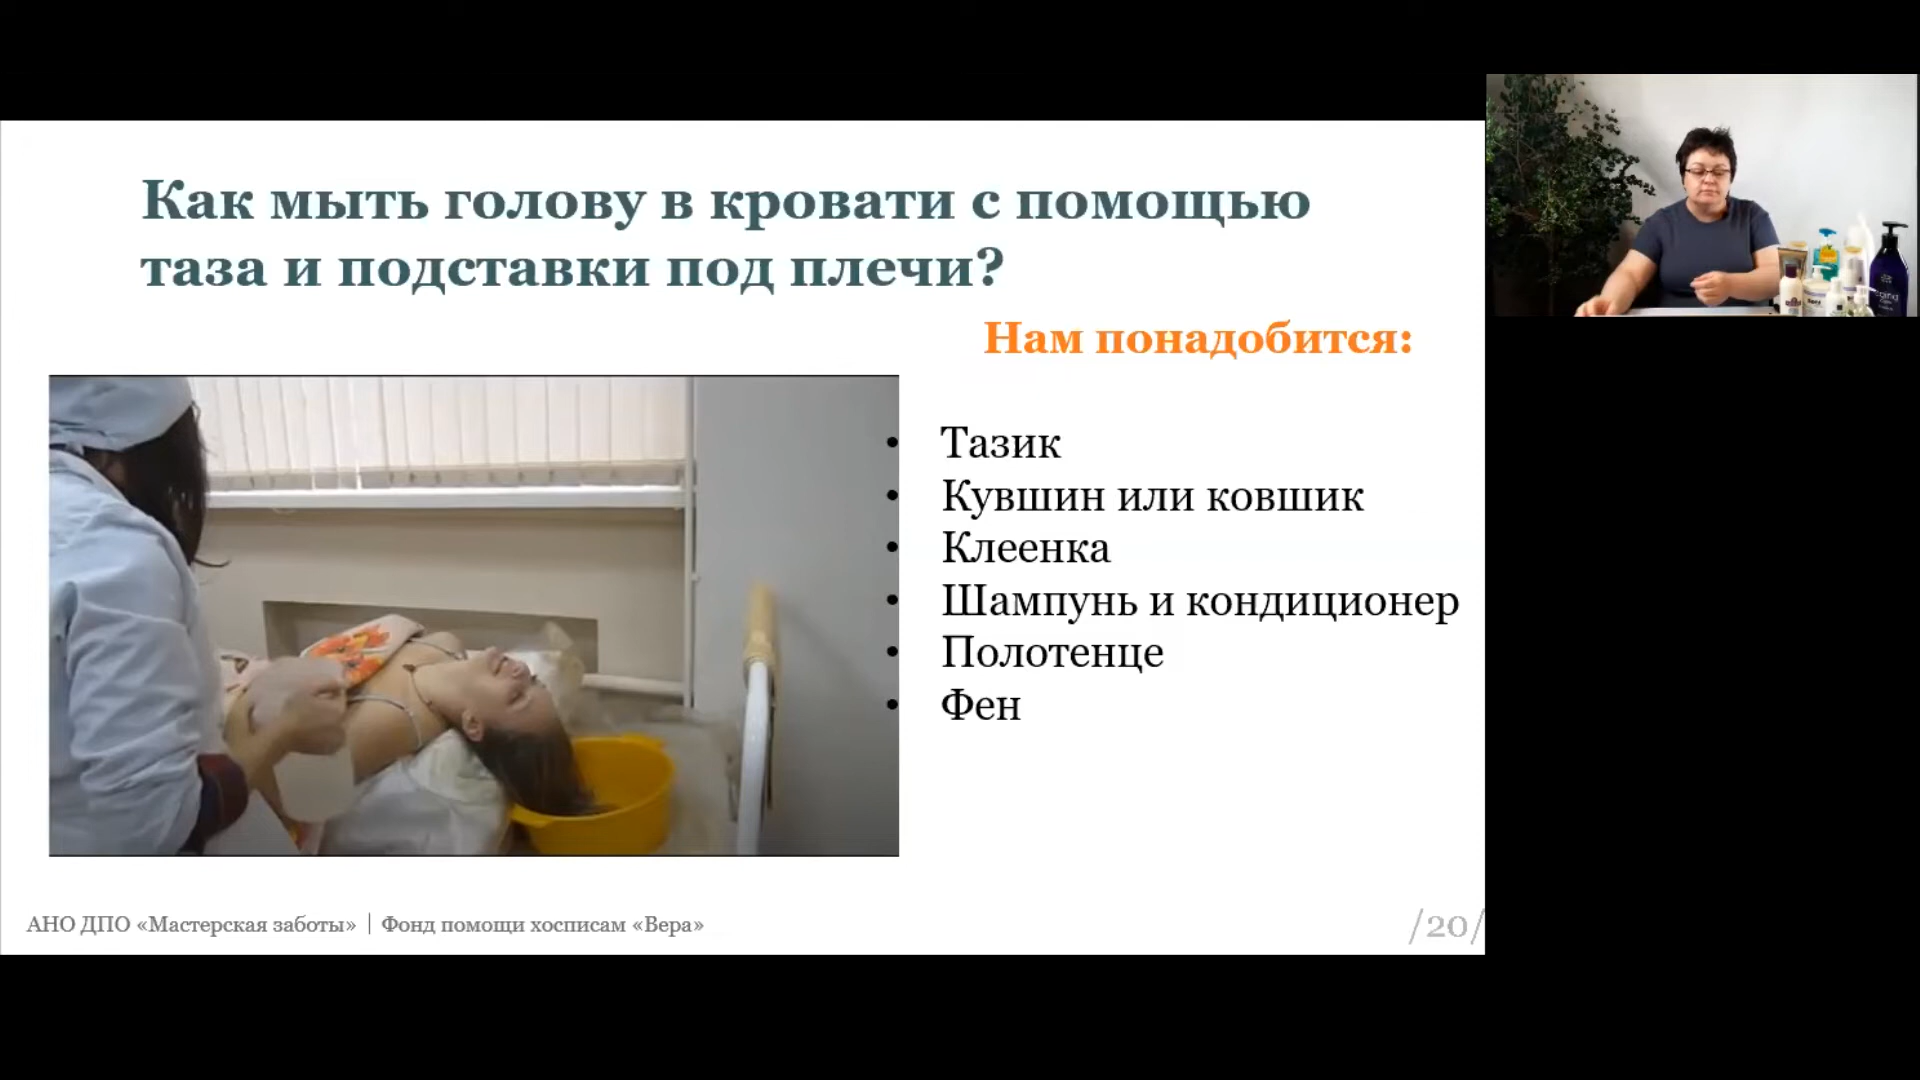 Как мыть голову в кровати с помощью
таза и подставки под плечи?
Нам понадобится:
• Тазик
• Кувшин или ковшик
• Клеенка
• Шампунь и кондиционер
• Полотенце
• Фен
АНО ДПО «Мастерская заботы» | Фонд помощи хосписам «Вера»
/20/